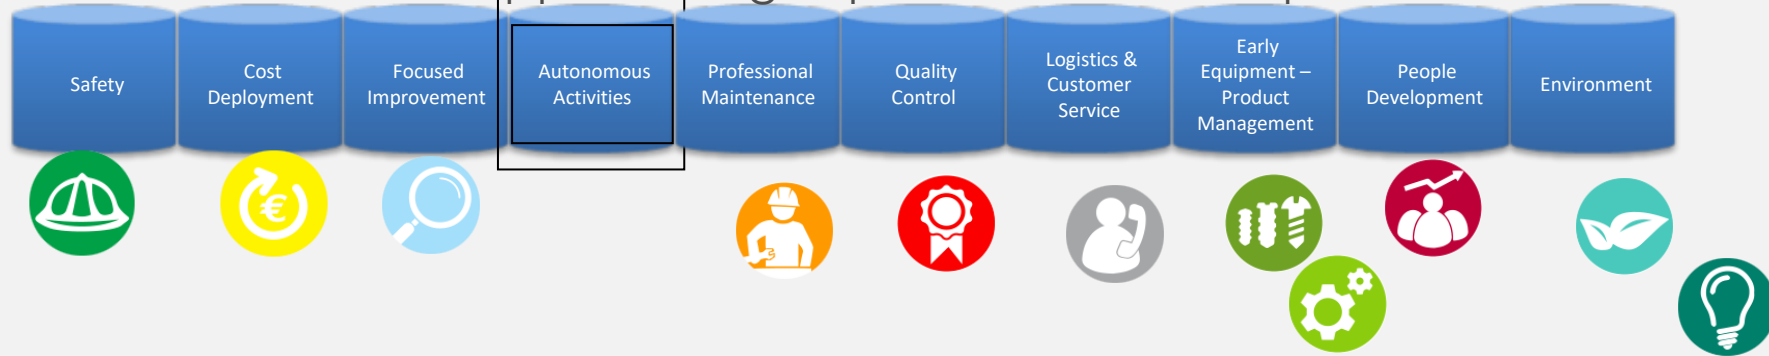 Safety
Cost
Deployment
Focused
Improvement
Autonomous
Activities
Professional
Maintenance
Quality
Control
Logistics &
Customer
Service
Early
Equipment –
Product
Management
People
Development
Environment
€